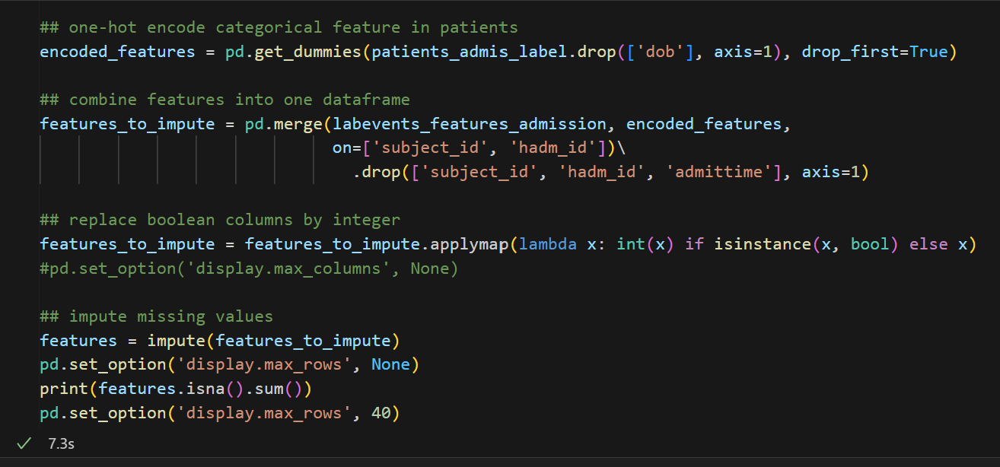 ## one-hot encode categorical feature in patients
encoded_features = pd.get_dummies(patients_admis_label.drop(['dob'], axis=1), drop_first=True)
## combine features into one dataframe
features_to_impute = pd.merge(labevents_features_admission, encoded_features,
on=['subject_id', 'hadm_id'])\
.drop(['subject_id', 'hadm_id', 'admittime'], axis=1)
## replace boolean columns by integer
features_to_impute = features_to_impute.applymap(lambda x: int(x) if isinstance(x, bool) else x)
#pd.set_option('display.max_columns', None)
## impute missing values
features = impute(features_to_impute)
pd.set_option('display.max_rows', None)
print(features.isna().sum())
pd.set_option('display.max_rows', 40)
7.3s